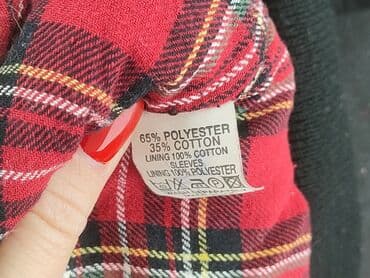 65% POLYESTER
35% COTTON
LINING 100% COTTON
SLEEVES
LINING 100% POLYESTER